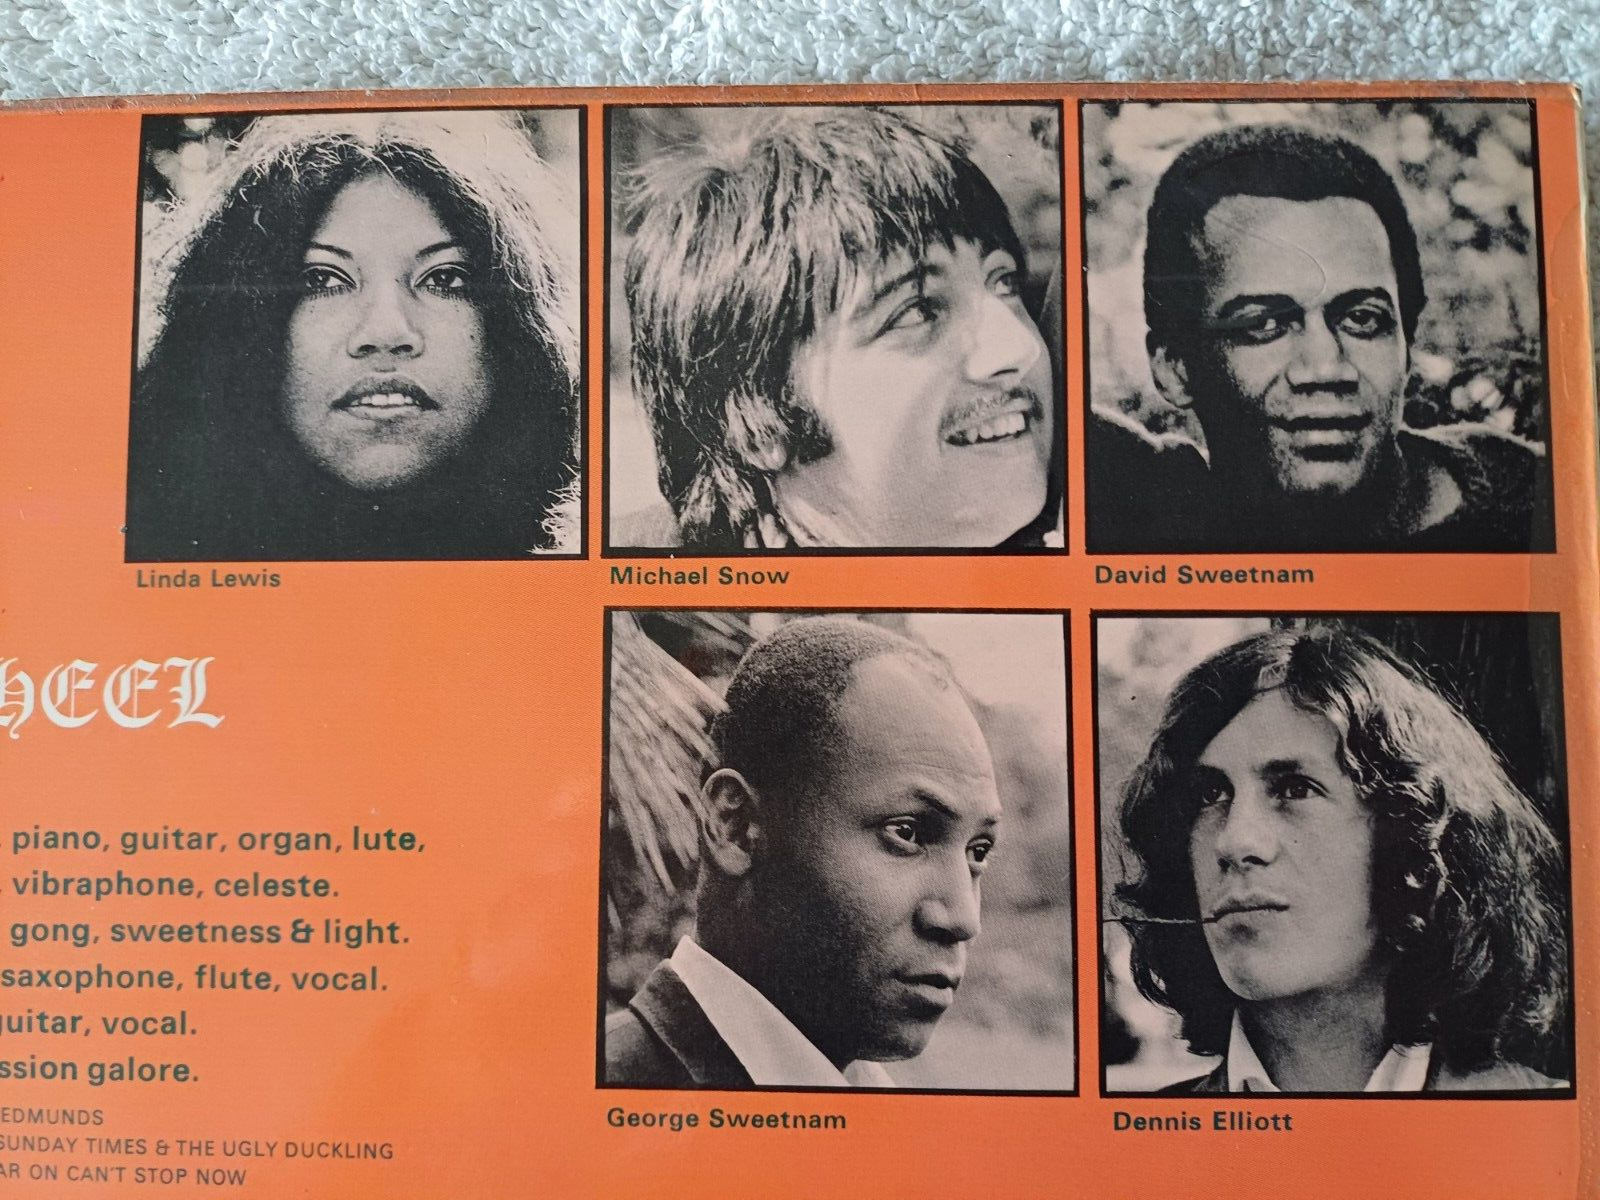 Linda Lewis
Michael Snow
David Sweetnam
HEEL
piano, guitar, organ, lute,
vibraphone, celeste.
gong, sweetness & light.
saxophone, flute, vocal.
guitar, vocal.
ssion galore.
EDMUNDS
SUNDAY TIMES & THE UGLY DUCKLING
AR ON CAN'T STOP NOW
George Sweetnam
Dennis Elliott